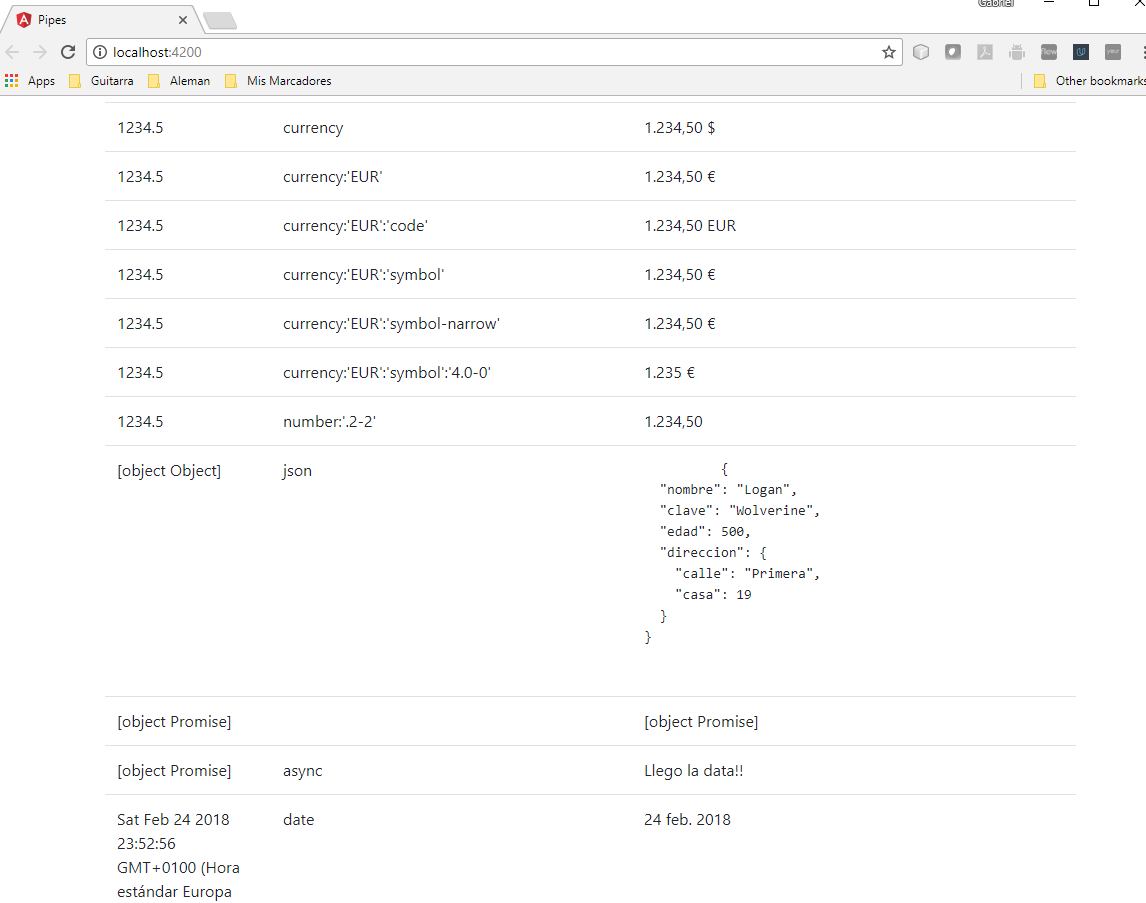 Gabriel
Pipes
localhost:4200
flow
your
Apps Guitarra Aleman Mis Marcadores Other bookmarks
1234.5 currency 1.234,50 $
1234.5 currency:'EUR' 1.234,50 €
1234.5 currency:'EUR':'code' 1.234,50 EUR
1234.5 currency:'EUR':'symbol' 1.234,50 €
1234.5 currency:'EUR':'symbol-narrow' 1.234,50 €
1234.5 currency:'EUR':'symbol':'4.0-0' 1.235 €
1234.5 number:'.2-2' 1.234,50
[object Object] json {
"nombre": "Logan",
"clave": "Wolverine",
"edad": 500,
"direccion": {
"calle": "Primera",
"casa": 19
}
}
[object Promise] [object Promise]
[object Promise] async Llego la data!!
Sat Feb 24 2018 date 24 feb. 2018
23:52:56
GMT+0100 (Hora
estándar Europa